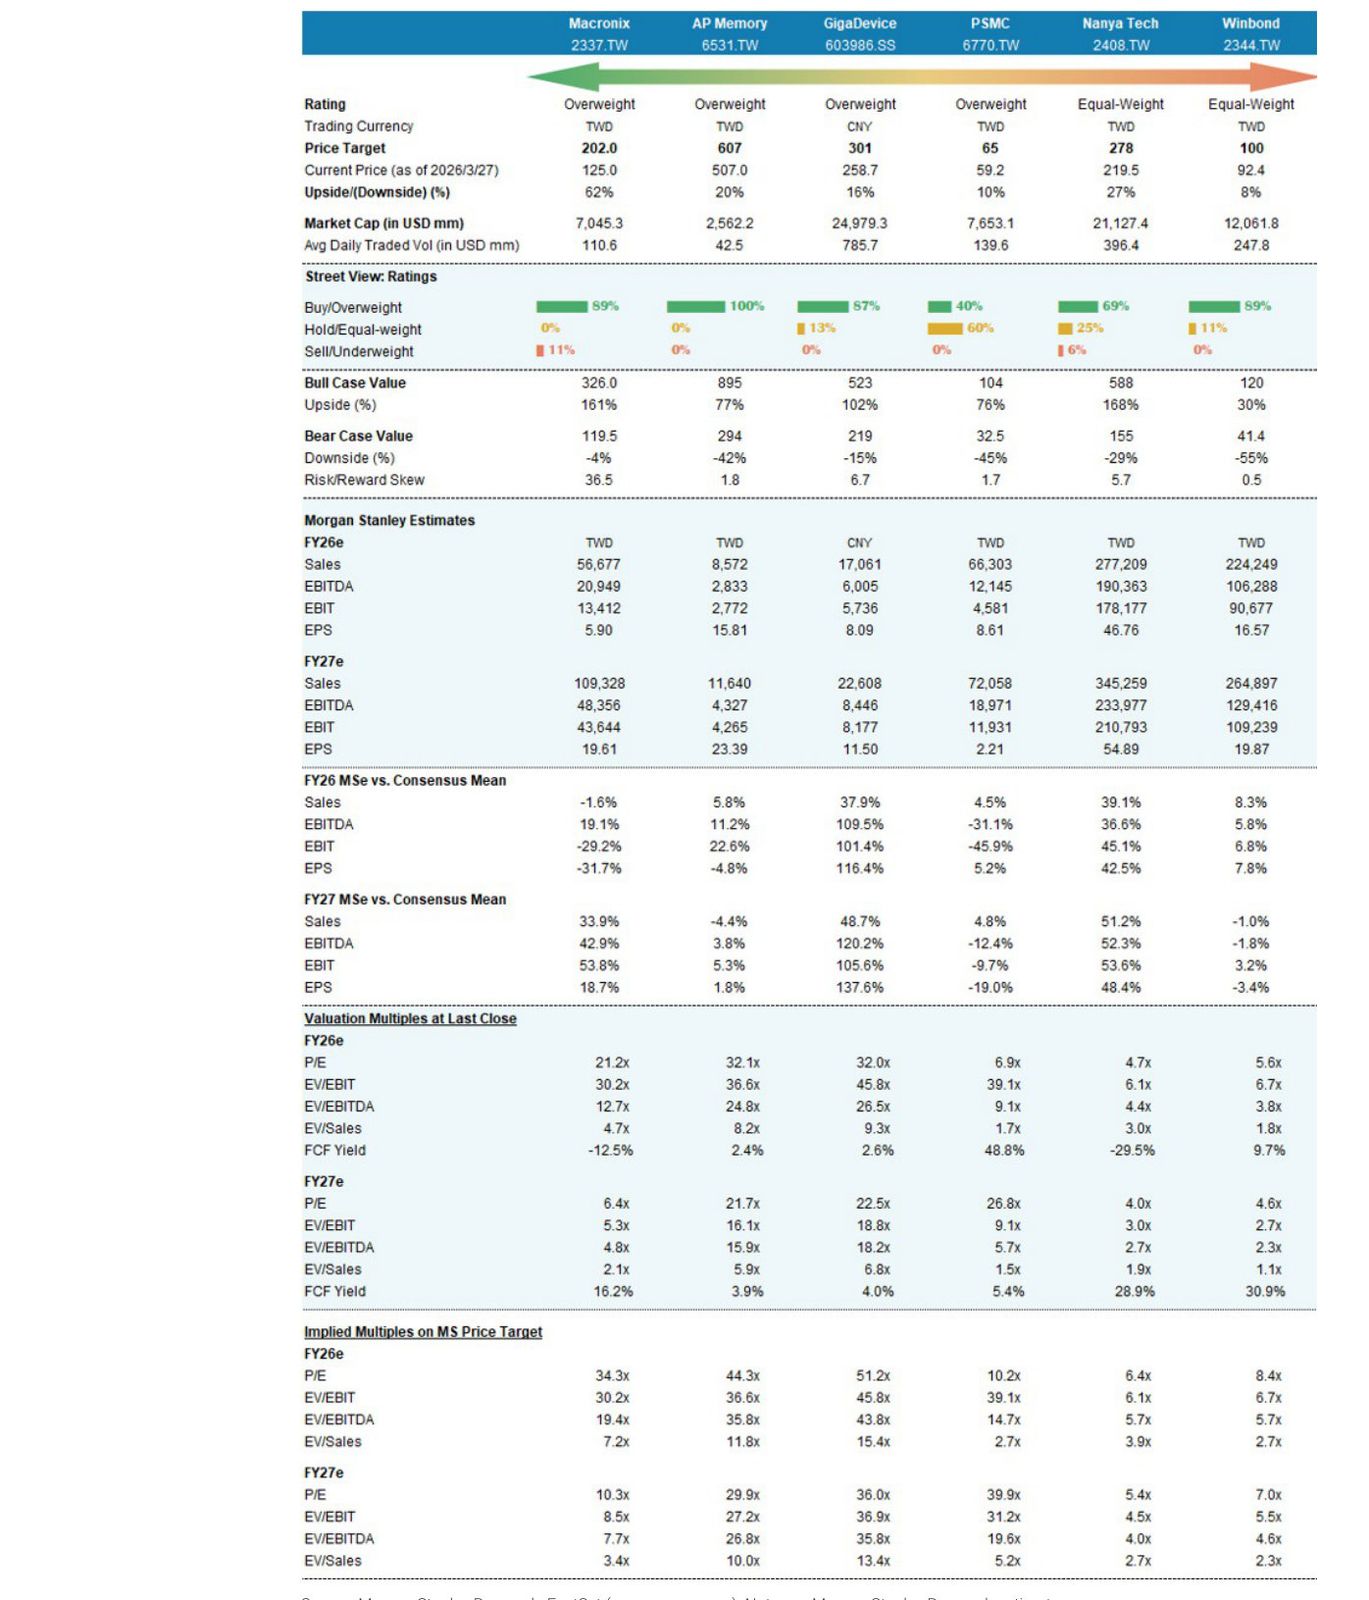 Macronix AP Memory GigaDevice PSMC Nanya Tech Winbond
2337.TW 6531.TW 603986.SS 6770.TW 2408.TW 2344.TW
Rating Overweight Overweight Overweight Overweight Equal-Weight Equal-Weight
Trading Currency TWD TWD CNY TWD TWD TWD
Price Target 202.0 607 301 65 278 100
Current Price (as of 2026/3/27) 125.0 507.0 258.7 59.2 219.5 92.4
Upside/(Downside) (%) 62% 20% 16% 10% 27% 8%
Market Cap (in USD mm) 7,045.3 2,562.2 24,979.3 7,653.1 21,127.4 12,061.8
Avg Daily Traded Vol (in USD mm) 110.6 42.5 785.7 139.6 396.4 247.8
Street View: Ratings
Buy/Overweight 89% 100% 87% 40% 69% 89%
Hold/Equal-weight 0% 0% 13% 60% 25% 11%
Sell/Underweight 11% 0% 0% 0% 6% 0%
Bull Case Value 326.0 895 523 104 588 120
Upside (%) 161% 77% 102% 76% 168% 30%
Bear Case Value 119.5 294 219 32.5 155 41.4
Downside (%) -4% -42% -15% -45% -29% -55%
Risk/Reward Skew 36.5 1.8 6.7 1.7 5.7 0.5
Morgan Stanley Estimates
FY26e TWD TWD CNY TWD TWD TWD
Sales 56,677 8,572 17,061 66,303 277,209 224,249
EBITDA 20,949 2,833 6,005 12,145 190,363 106,288
EBIT 13,412 2,772 5,736 4,581 178,177 90,677
EPS 5.90 15.81 8.09 8.61 46.76 16.57
FY27e
Sales 109,328 11,640 22,608 72,058 345,259 264,897
EBITDA 48,356 4,327 8,446 18,971 233,977 129,416
EBIT 43,644 4,265 8,177 11,931 210,793 109,239
EPS 19.61 23.39 11.50 2.21 54.89 19.87
FY26 MSe vs. Consensus Mean
Sales -1.6% 5.8% 37.9% 4.5% 39.1% 8.3%
EBITDA 19.1% 11.2% 109.5% -31.1% 36.6% 5.8%
EBIT -29.2% 22.6% 101.4% -45.9% 45.1% 6.8%
EPS -31.7% -4.8% 116.4% 5.2% 42.5% 7.8%
FY27 MSe vs. Consensus Mean
Sales 33.9% -4.4% 48.7% 4.8% 51.2% -1.0%
EBITDA 42.9% 3.8% 120.2% -12.4% 52.3% -1.8%
EBIT 53.8% 5.3% 105.6% -9.7% 53.6% 3.2%
EPS 18.7% 1.8% 137.6% -19.0% 48.4% -3.4%
Valuation Multiples at Last Close
FY26e
P/E 21.2x 32.1x 32.0x 6.9x 4.7x 5.6x
EV/EBIT 30.2x 36.6x 45.8x 39.1x 6.1x 6.7x
EV/EBITDA 12.7x 24.8x 26.5x 9.1x 4.4x 3.8x
EV/Sales 4.7x 8.2x 9.3x 1.7x 3.0x 1.8x
FCF Yield -12.5% 2.4% 2.6% 48.8% -29.5% 9.7%
FY27e
P/E 6.4x 21.7x 22.5x 26.8x 4.0x 4.6x
EV/EBIT 5.3x 16.1x 18.8x 9.1x 3.0x 2.7x
EV/EBITDA 4.8x 15.9x 18.2x 5.7x 2.7x 2.3x
EV/Sales 2.1x 5.9x 6.8x 1.5x 1.9x 1.1x
FCF Yield 16.2% 3.9% 4.0% 5.4% 28.9% 30.9%
Implied Multiples on MS Price Target
FY26e
P/E 34.3x 44.3x 51.2x 10.2x 6.4x 8.4x
EV/EBIT 30.2x 36.6x 45.8x 39.1x 6.1x 6.7x
EV/EBITDA 19.4x 35.8x 43.8x 14.7x 5.7x 5.7x
EV/Sales 7.2x 11.8x 15.4x 2.7x 3.9x 2.7x
FY27e
P/E 10.3x 29.9x 36.0x 39.9x 5.4x 7.0x
EV/EBIT 8.5x 27.2x 36.9x 31.2x 4.5x 5.5x
EV/EBITDA 7.7x 26.8x 35.8x 19.6x 4.0x 4.6x
EV/Sales 3.4x 10.0x 13.4x 5.2x 2.7x 2.3x